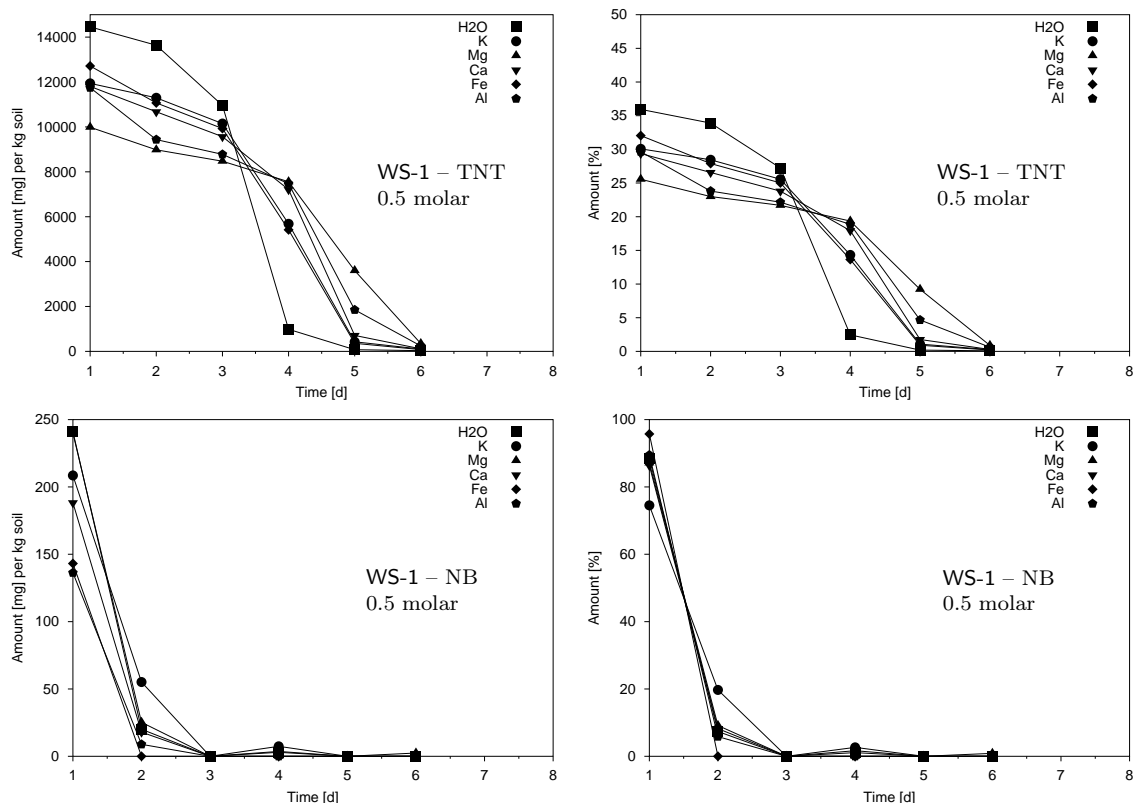 14000
12000
10000
8000
6000
4000
2000
0
Amount [mg] per kg soil
H2O
K
Mg
Ca
Fe
Al
WS-1 – TNT
0.5 molar
1 2 3 4 5 6 7 8
Time [d]
50
45
40
35
30
25
20
15
10
5
0
Amount [%]
H2O
K
Mg
Ca
Fe
Al
WS-1 – TNT
0.5 molar
1 2 3 4 5 6 7 8
Time [d]
250
200
150
100
50
0
Amount [mg] per kg soil
H2O
K
Mg
Ca
Fe
Al
WS-1 – NB
0.5 molar
1 2 3 4 5 6 7 8
Time [d]
100
80
60
40
20
0
Amount [%]
H2O
K
Mg
Ca
Fe
Al
WS-1 – NB
0.5 molar
1 2 3 4 5 6 7 8
Time [d]